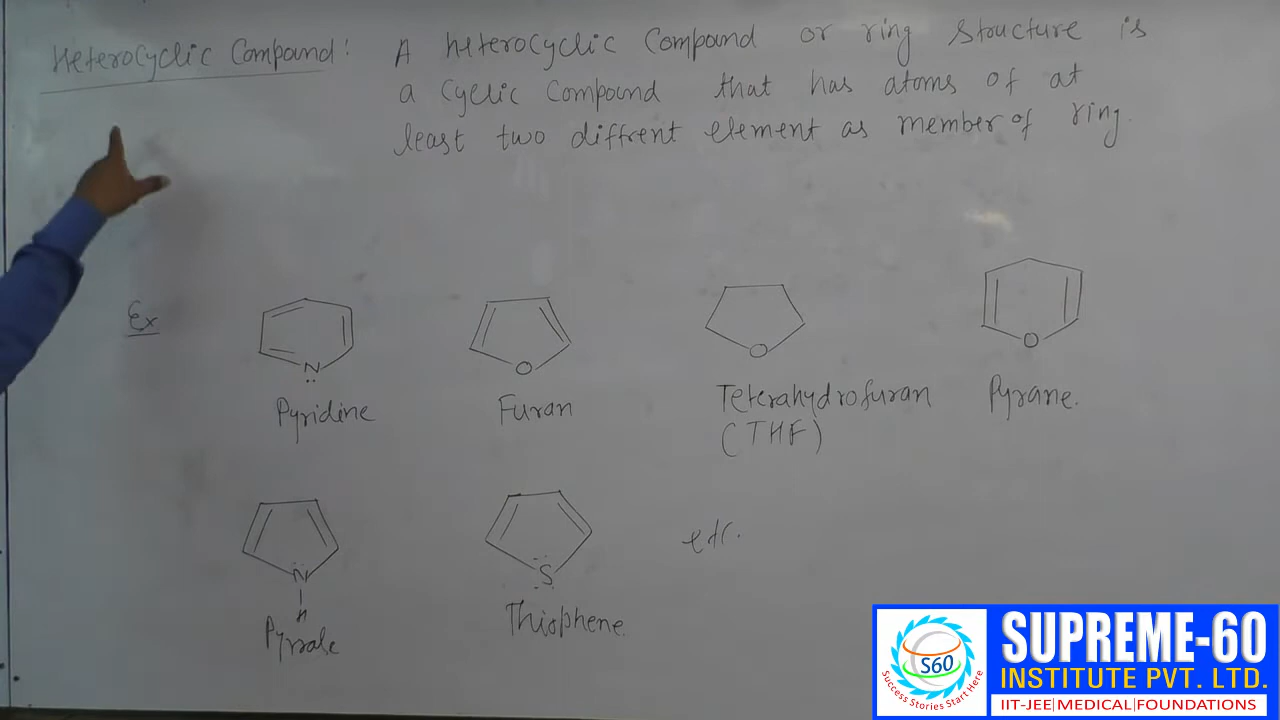 Heterocyclic Compound: A heterocyclic Compound or ring structure is
a cyclic compound that has atoms of at
least two diffrent element as member of ring.
Ex
N
O
O
O
Pyridine
Furan
Teterahydrofuran
(THF)
Pyrane.
N
H
S
etc.
Pyrrole
Thiophene.
S60
Success Stories Start Here
SUPREME-60
INSTITUTE PVT. LTD.
IIT-JEE|MEDICAL|FOUNDATIONS